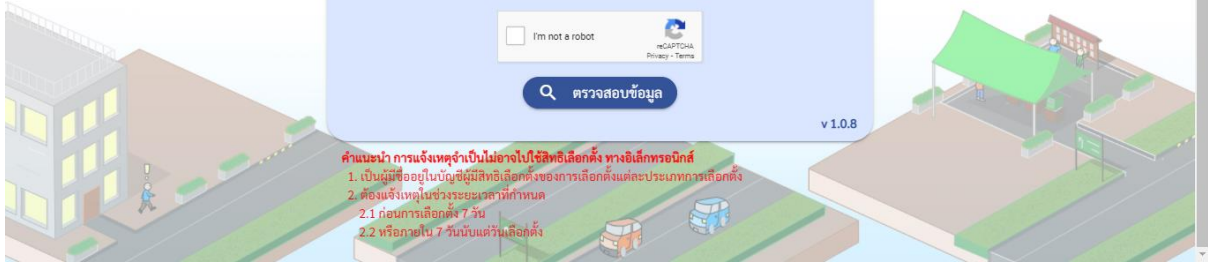 I'm not a robot
reCAPTCHA
Privacy - Terms
ตรวจสอบข้อมูล
v 1.0.8
คำแนะนำ การแจ้งเหตุจำเป็นไม่อาจไปใช้สิทธิเลือกตั้ง ทางอิเล็กทรอนิกส์
1. เป็นผู้มีชื่ออยู่ในบัญชีผู้มีสิทธิเลือกตั้งของการเลือกตั้งแต่ละประเภทการเลือกตั้ง
2. ต้องแจ้งเหตุในช่วงระยะเวลาที่กำหนด
2.1 ก่อนการเลือกตั้ง 7 วัน
2.2 หรือภายใน 7 วันนับแต่วันเลือกตั้ง